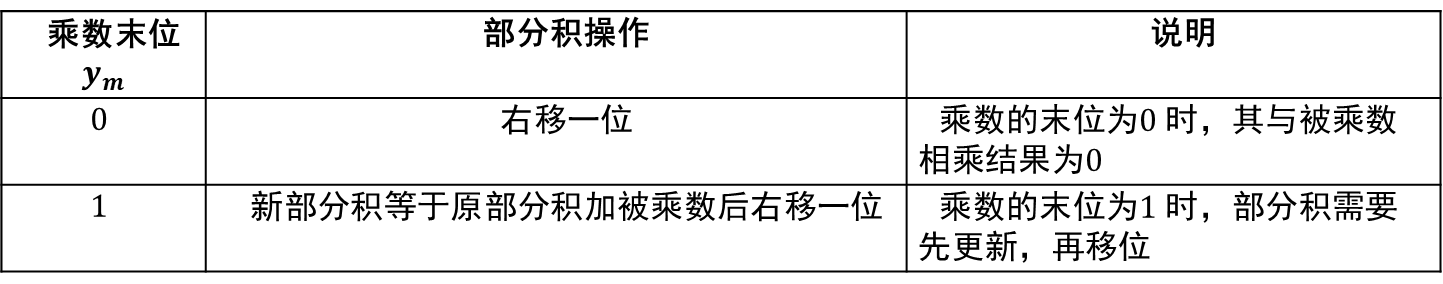 乘数末位 部分积操作 说明
yₘ
0 右移一位 乘数的末位为0 时，其与被乘数
相乘结果为0
1 新部分积等于原部分积加被乘数后右移一位 乘数的末位为1 时，部分积需要
先更新，再移位